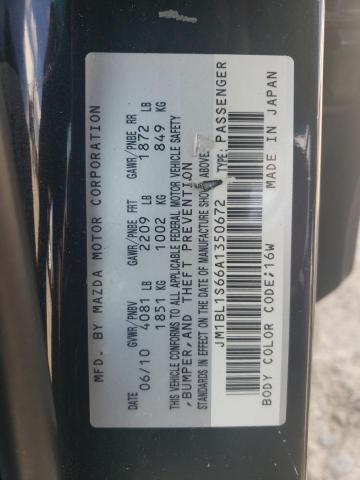 MFD. BY MAZDA MOTOR CORPORATION
DATE GVWR/PNBV GAWR/PNBE FRT GAWR/PNBE RR
06/10 4081 LB 2209 LB 1872 LB
1851 KG 1002 KG 849 KG
THIS VEHICLE CONFORMS TO ALL APPLICABLE FEDERAL MOTOR VEHICLE SAFETY
,BUMPER,AND THEFT PREVENTION
STANDARDS IN EFFECT ON THE DATE OF MANUFACTURE SHOWN ABOVE.
JM1BL1S66A1350672 TYPE: PASSENGER
BODY COLOR CODE;16W MADE IN JAPAN